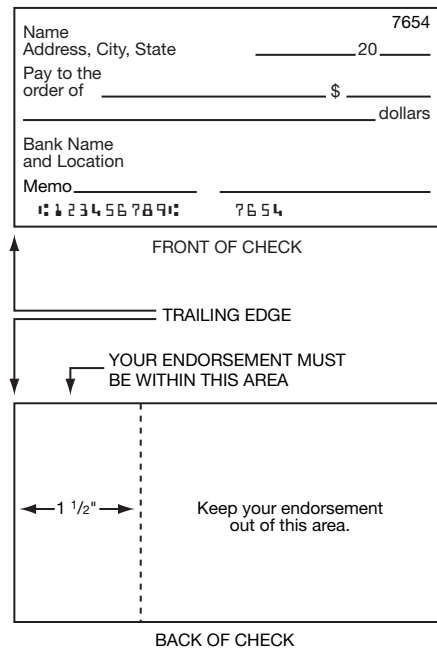 7654
Name
Address, City, State 20
Pay to the
order of $
dollars
Bank Name
and Location
Memo
⑆123456789⑆ 7654
FRONT OF CHECK
TRAILING EDGE
YOUR ENDORSEMENT MUST
BE WITHIN THIS AREA
1 1/2"
Keep your endorsement
out of this area.
BACK OF CHECK